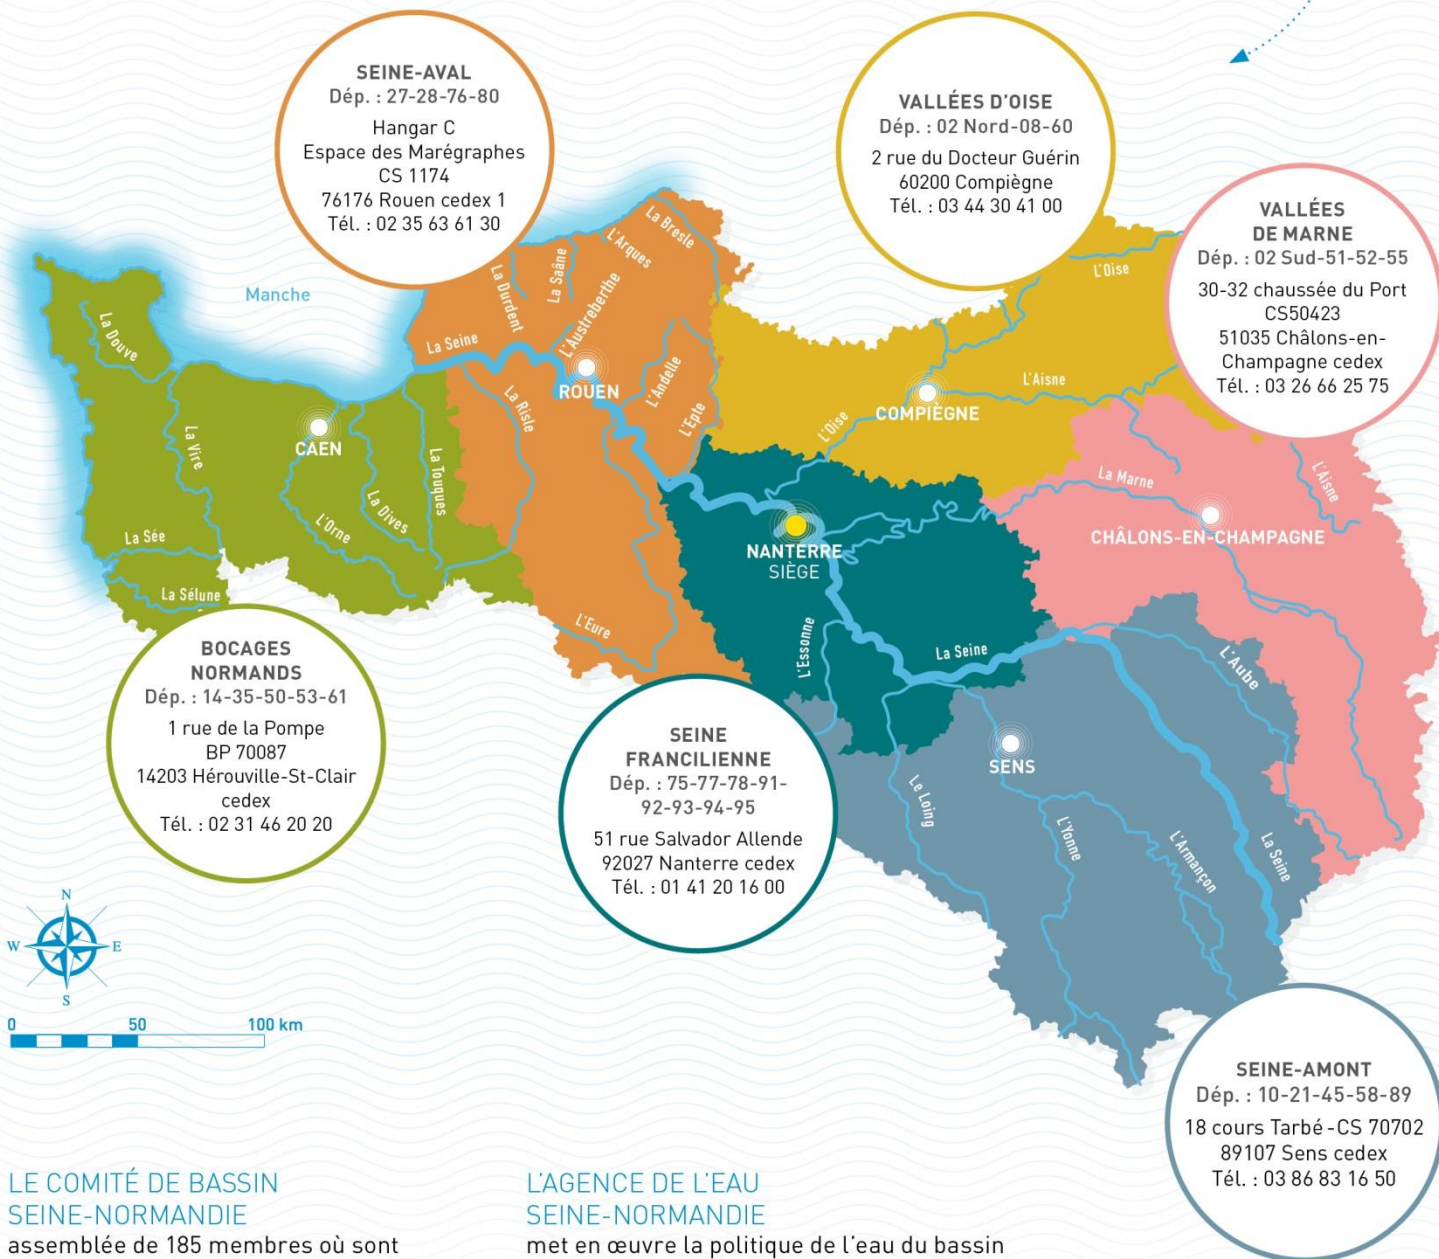 SEINE-AVAL
Dép. : 27-28-76-80
Hangar C
Espace des Marégraphes
CS 1174
76176 Rouen cedex 1
Tél. : 02 35 63 61 30
VALLÉES D'OISE
Dép. : 02 Nord-08-60
2 rue du Docteur Guérin
60200 Compiègne
Tél. : 03 44 30 41 00
VALLÉES
DE MARNE
Dép. : 02 Sud-51-52-55
30-32 chaussée du Port
CS50423
51035 Châlons-en-
Champagne cedex
Tél. : 03 26 66 25 75
Manche
La Douve
La Vire
CAEN
La Sée
La Sélune
L'Orne
La Dives
La Touques
La Seine
La Durdent
La Saâne
L'Arques
La Bresle
L'Austreberthe
ROUEN
La Risle
L'Andelle
L'Epte
L'Eure
L'Oise
L'Oise
COMPIÈGNE
L'Aisne
La Marne
L'Aisne
CHÂLONS-EN-CHAMPAGNE
NANTERRE
SIÈGE
L'Essonne
La Seine
L'Aube
SENS
Le Loing
L'Yonne
L'Armançon
La Seine
BOCAGES
NORMANDS
Dép. : 14-35-50-53-61
1 rue de la Pompe
BP 70087
14203 Hérouville-St-Clair
cedex
Tél. : 02 31 46 20 20
SEINE
FRANCILIENNE
Dép. : 75-77-78-91-
92-93-94-95
51 rue Salvador Allende
92027 Nanterre cedex
Tél. : 01 41 20 16 00
N
W
E
S
0
50
100 km
SEINE-AMONT
Dép. : 10-21-45-58-89
18 cours Tarbé - CS 70702
89107 Sens cedex
Tél. : 03 86 83 16 50
LE COMITÉ DE BASSIN
SEINE-NORMANDIE
assemblée de 185 membres où sont
L'AGENCE DE L'EAU
SEINE-NORMANDIE
met en œuvre la politique de l'eau du bassin